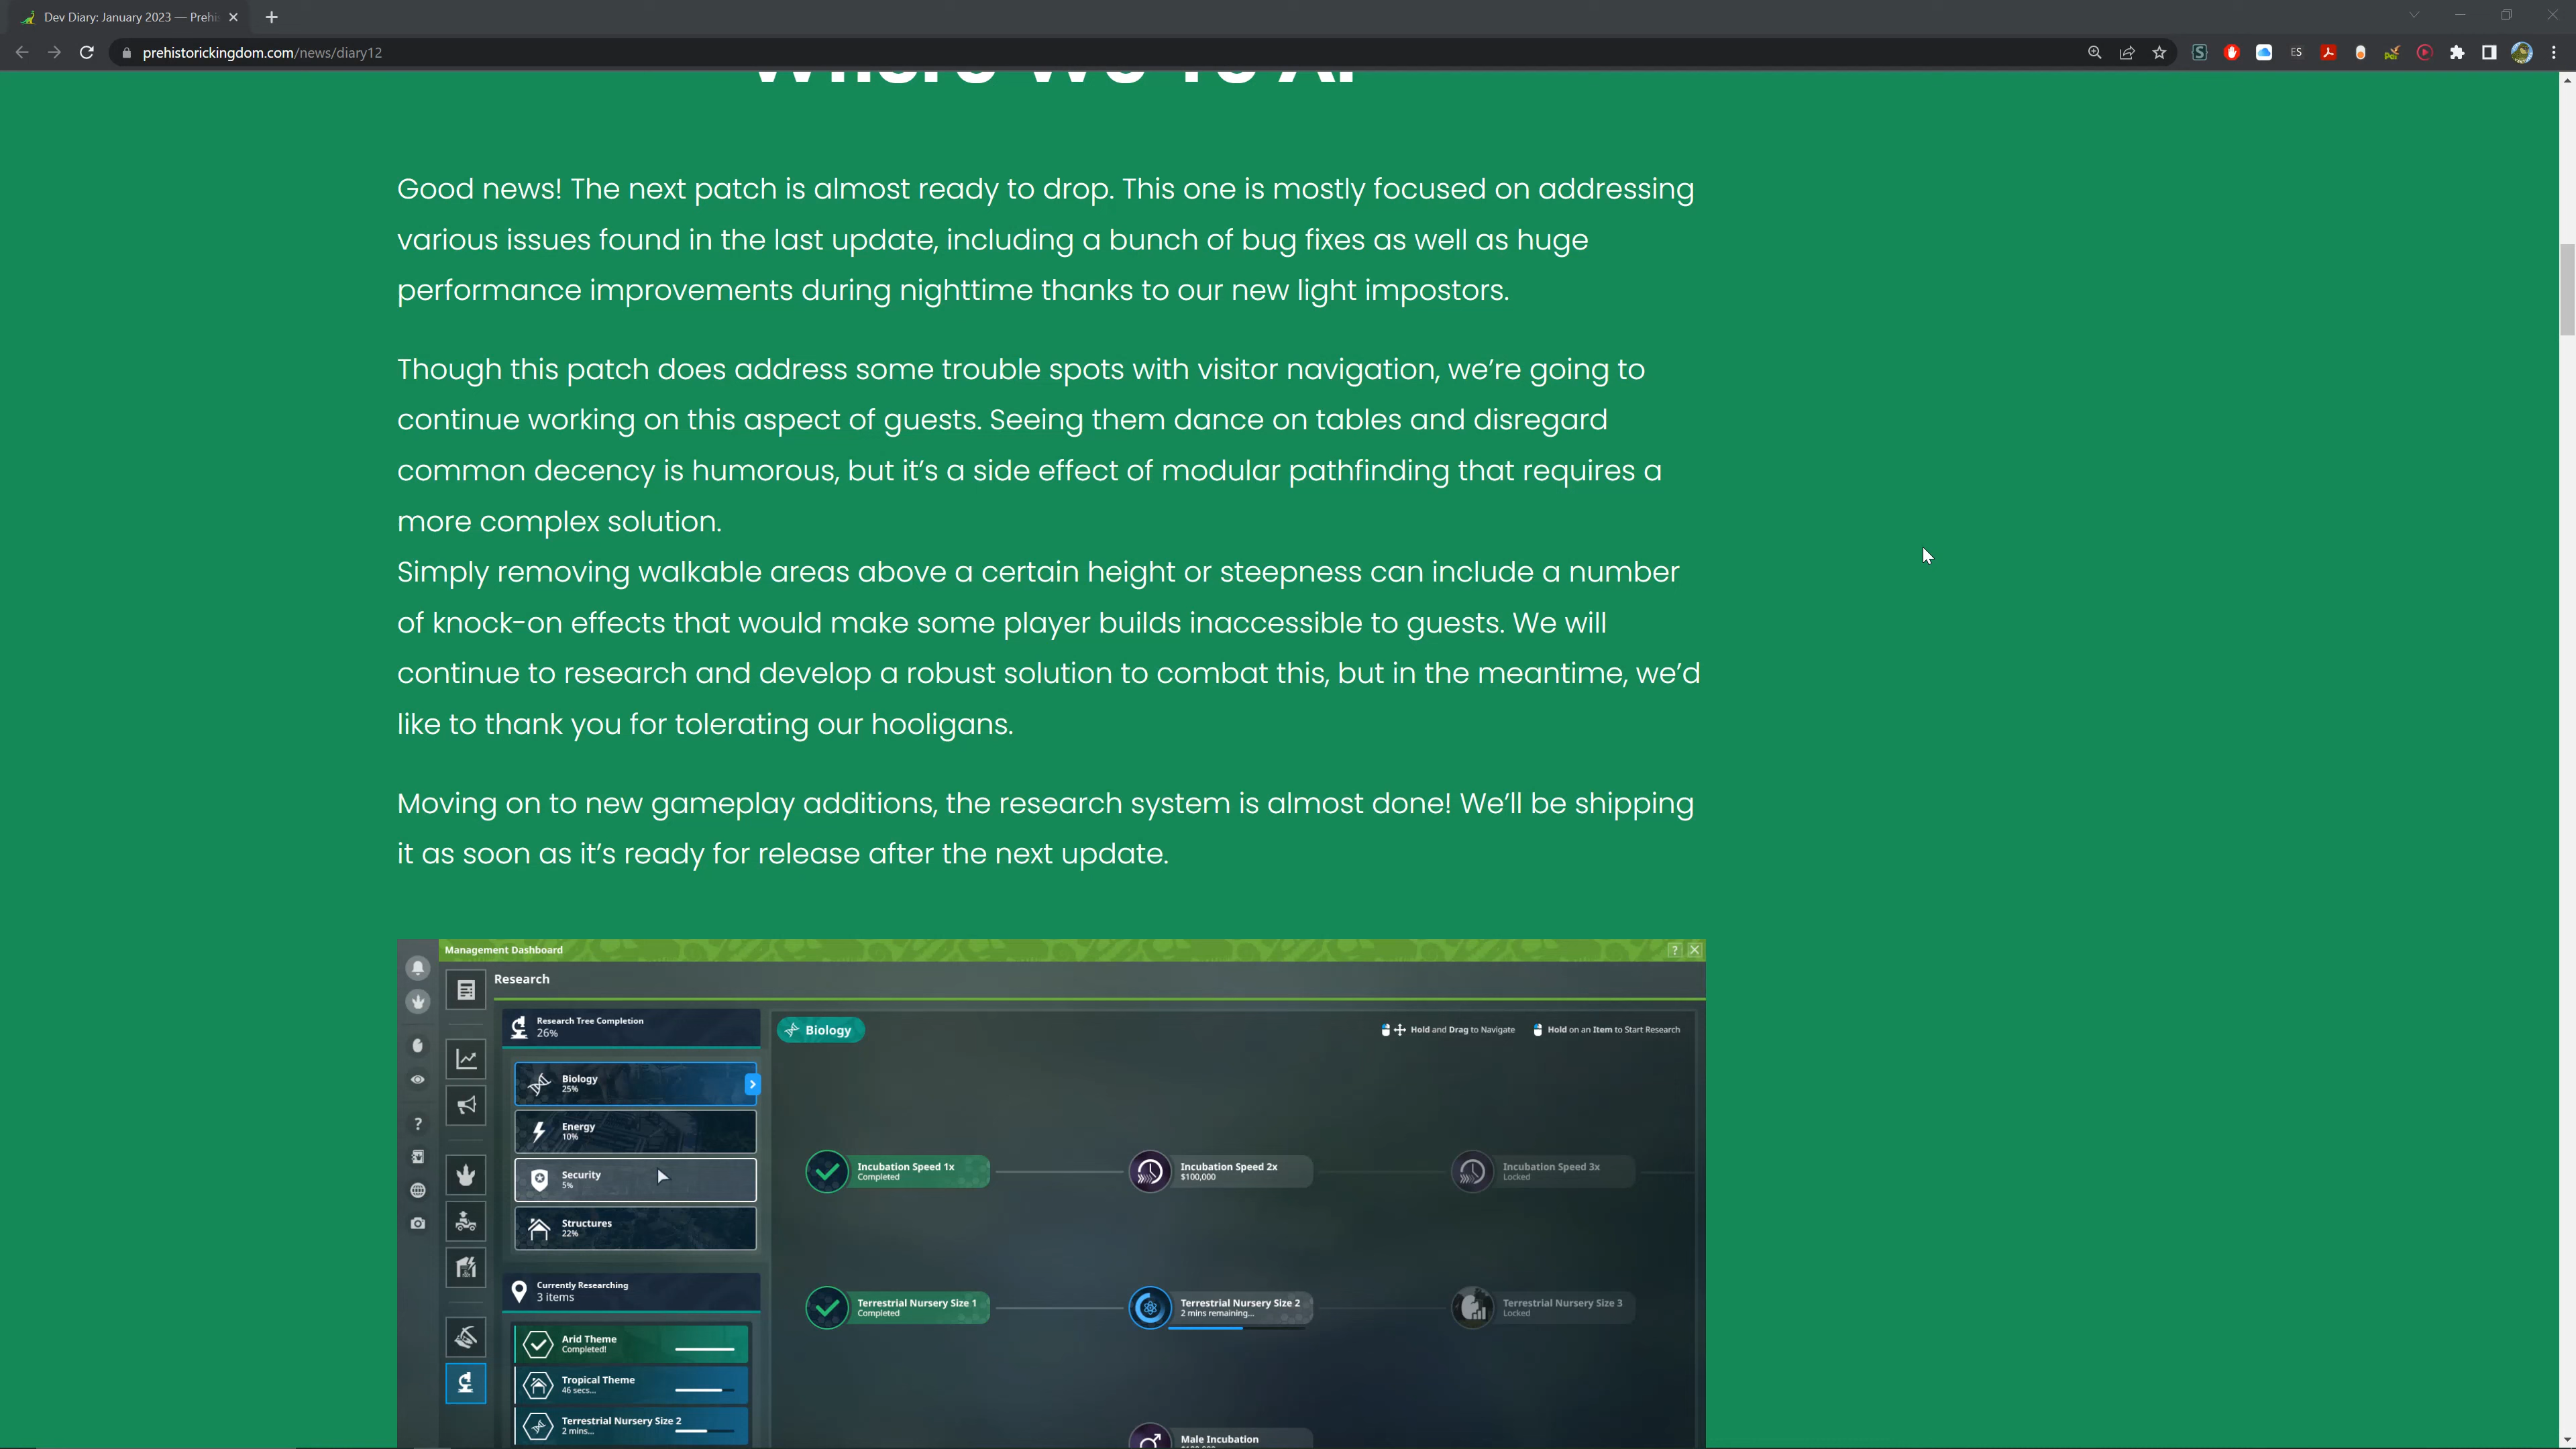 Dev Diary: January 2023 — Prehi
prehistorickingdom.com/news/diary12
ES
Where We're At
Good news! The next patch is almost ready to drop. This one is mostly focused on addressing
various issues found in the last update, including a bunch of bug fixes as well as huge
performance improvements during nighttime thanks to our new light impostors.
Though this patch does address some trouble spots with visitor navigation, we're going to
continue working on this aspect of guests. Seeing them dance on tables and disregard
common decency is humorous, but it's a side effect of modular pathfinding that requires a
more complex solution.
Simply removing walkable areas above a certain height or steepness can include a number
of knock-on effects that would make some player builds inaccessible to guests. We will
continue to research and develop a robust solution to combat this, but in the meantime, we'd
like to thank you for tolerating our hooligans.
Moving on to new gameplay additions, the research system is almost done! We'll be shipping
it as soon as it's ready for release after the next update.
Management Dashboard
Research
Research Tree Completion
26%
Biology
Hold and Drag to Navigate
Hold on an Item to Start Research
Biology
25%
Energy
10%
Security
5%
Structures
22%
Incubation Speed 1x
Completed
Incubation Speed 2x
$100,000
Incubation Speed 3x
Locked
Currently Researching
3 items
Terrestrial Nursery Size 1
Completed
Terrestrial Nursery Size 2
2 mins remaining...
Terrestrial Nursery Size 3
Locked
Arid Theme
Completed!
Tropical Theme
46 secs...
Terrestrial Nursery Size 2
2 mins...
Male Incubation